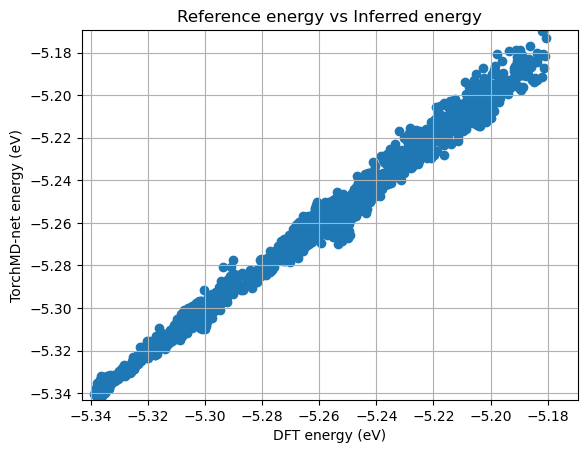 Reference energy vs Inferred energy
TorchMD-net energy (eV)
−5.18
−5.20
−5.22
−5.24
−5.26
−5.28
−5.30
−5.32
−5.34
−5.34 −5.32 −5.30 −5.28 −5.26 −5.24 −5.22 −5.20 −5.18
DFT energy (eV)